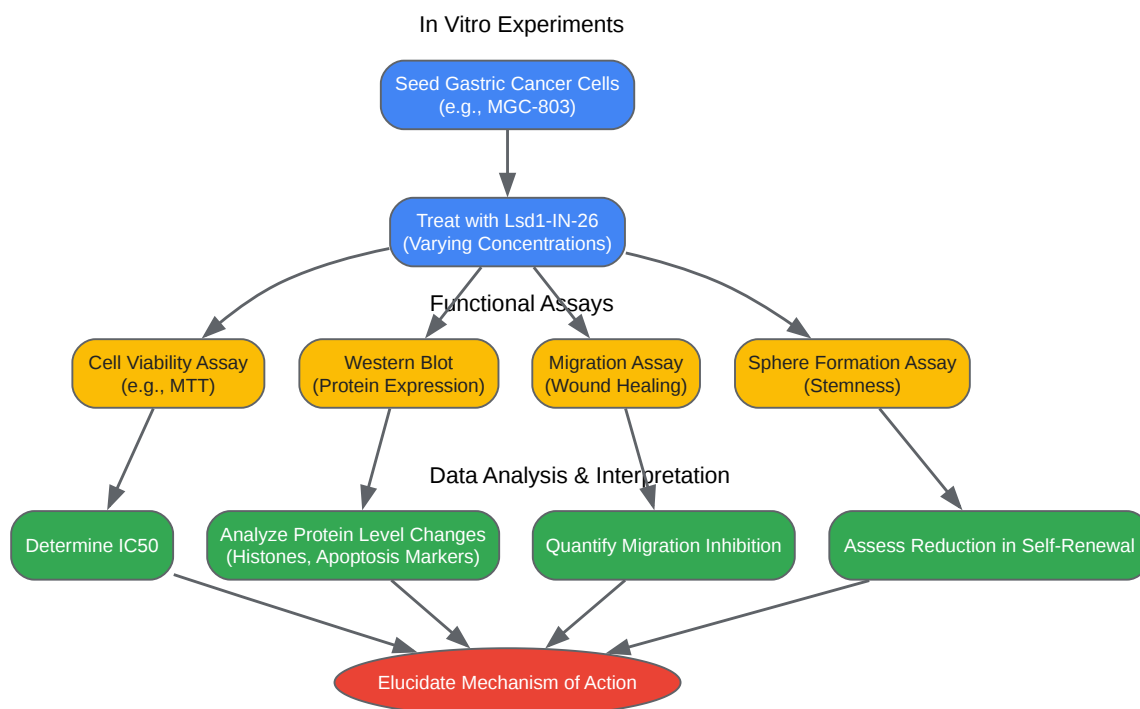 In Vitro Experiments
Seed Gastric Cancer Cells
(e.g., MGC-803)
Treat with Lsd1-IN-26
(Varying Concentrations)
Functional Assays
Cell Viability Assay
(e.g., MTT)
Western Blot
(Protein Expression)
Migration Assay
(Wound Healing)
Sphere Formation Assay
(Stemness)
Data Analysis & Interpretation
Determine IC50
Analyze Protein Level Changes
(Histones, Apoptosis Markers)
Quantify Migration Inhibition
Assess Reduction in Self-Renewal
Elucidate Mechanism of Action